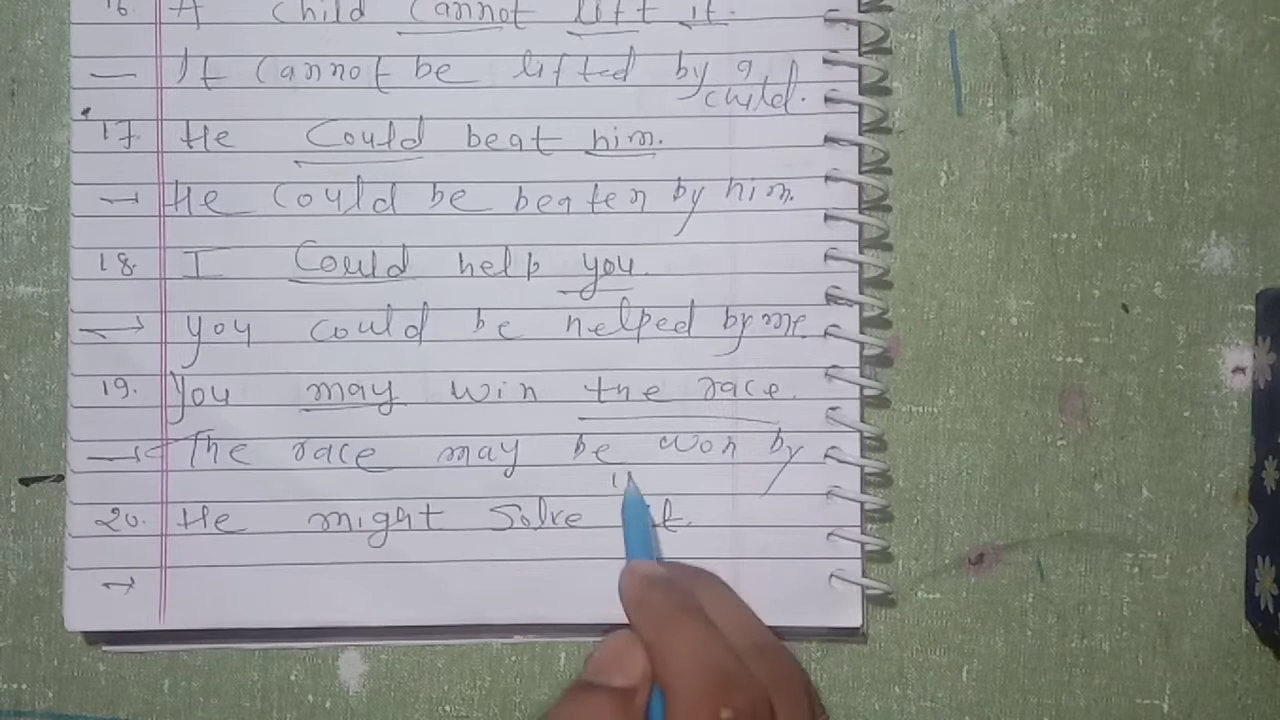 16. A child cannot lift it.
— It cannot be lifted by a
child.
17. He could beat him.
→ He could be beaten by him.
18. I could help you.
→ you could be helped by me.
19. You may win the race.
→ The race may be won by
20. He might solve it.
→